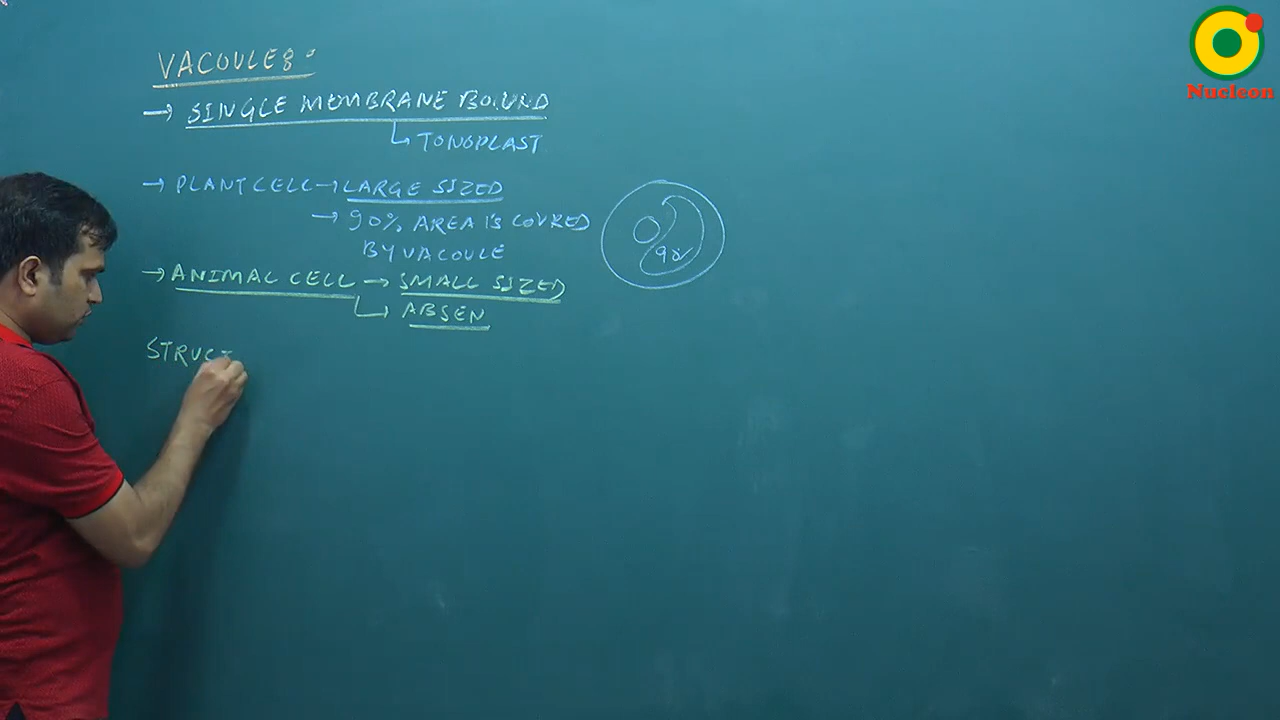 VACOULES:
→ SINGLE MEMBRANE BOUND
↳ TONOPLAST
→ PLANT CELL → LARGE SIZED
→ 90% AREA IS COVRED
BY VACOULE
→ ANIMAL CELL → SMALL SIZED
↳ ABSEN
STRUCT
Nucleon